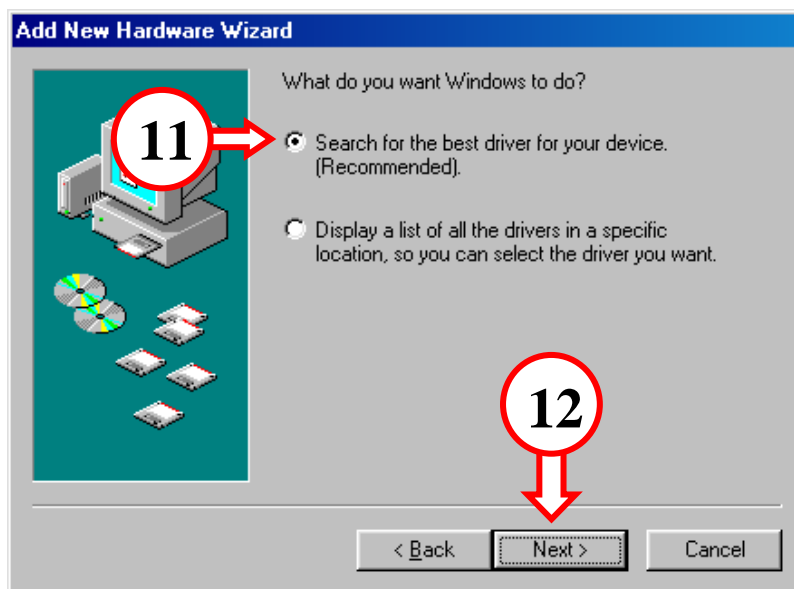 Add New Hardware Wizard
What do you want Windows to do?
11
Search for the best driver for your device.
(Recommended).
Display a list of all the drivers in a specific
location, so you can select the driver you want.
12
< Back
Next >
Cancel